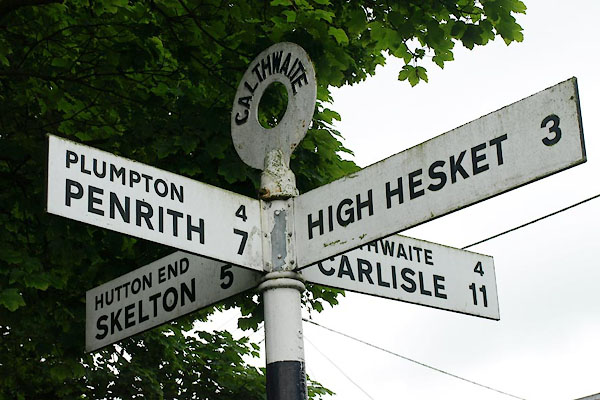 CALTHWAITE
PLUMPTON 4
PENRITH 7
HIGH HESKET 3
HUTTON END
SKELTON 5
4
CARLISLE 11